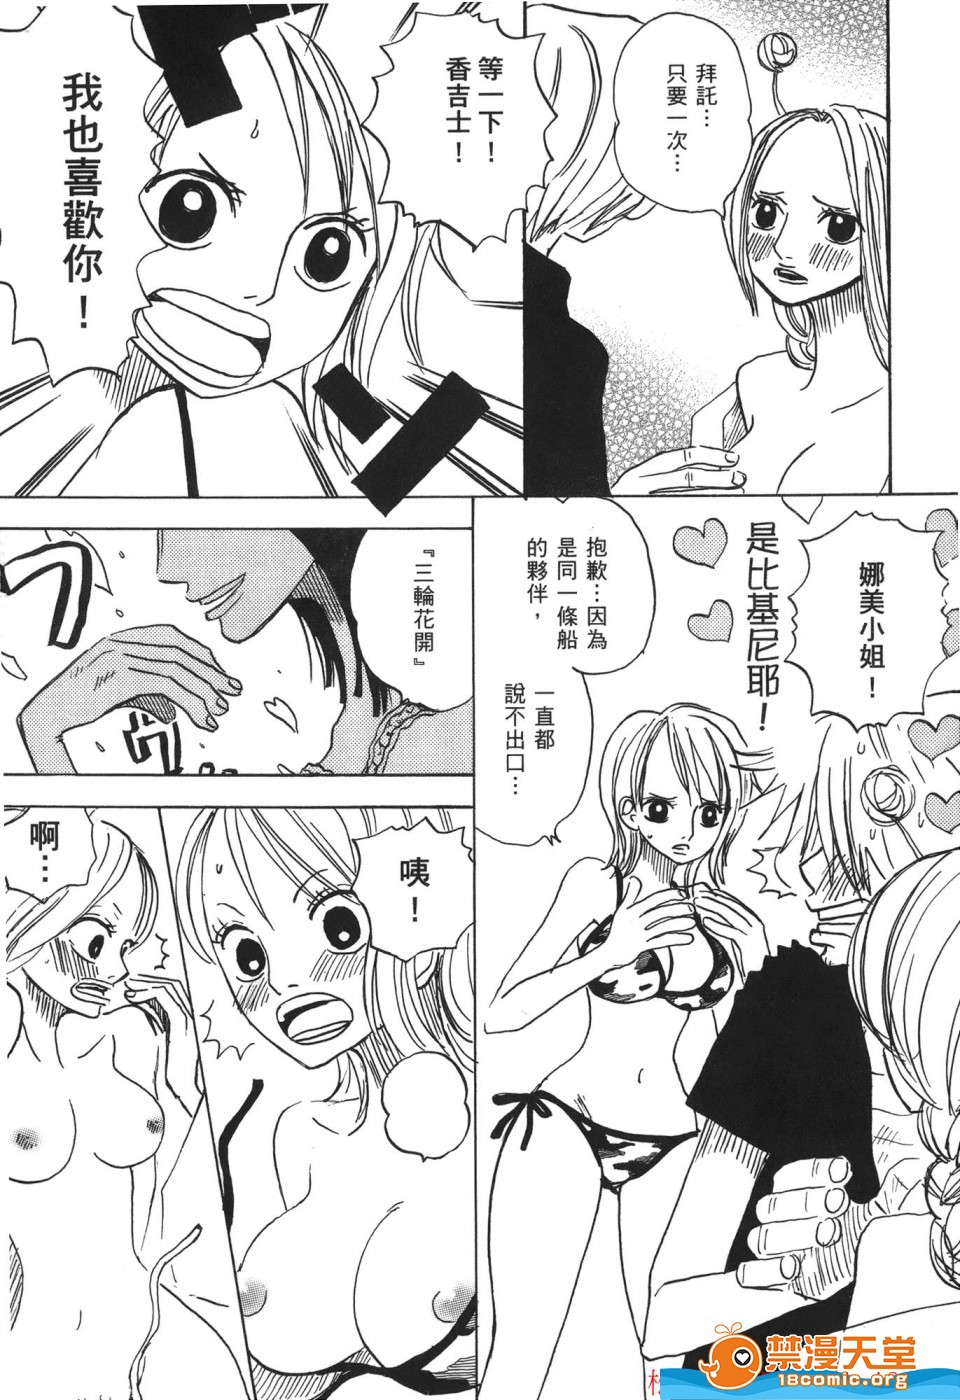 拜託…
只要一次…
等一下！
香吉士！
我也喜歡你！
娜美小姐！
是比基尼耶！
抱歉…因為
是同一條船
的夥伴，
一直都
說不出口…
『三輪花開』
咦！
啊…
禁漫天堂
18comic.org